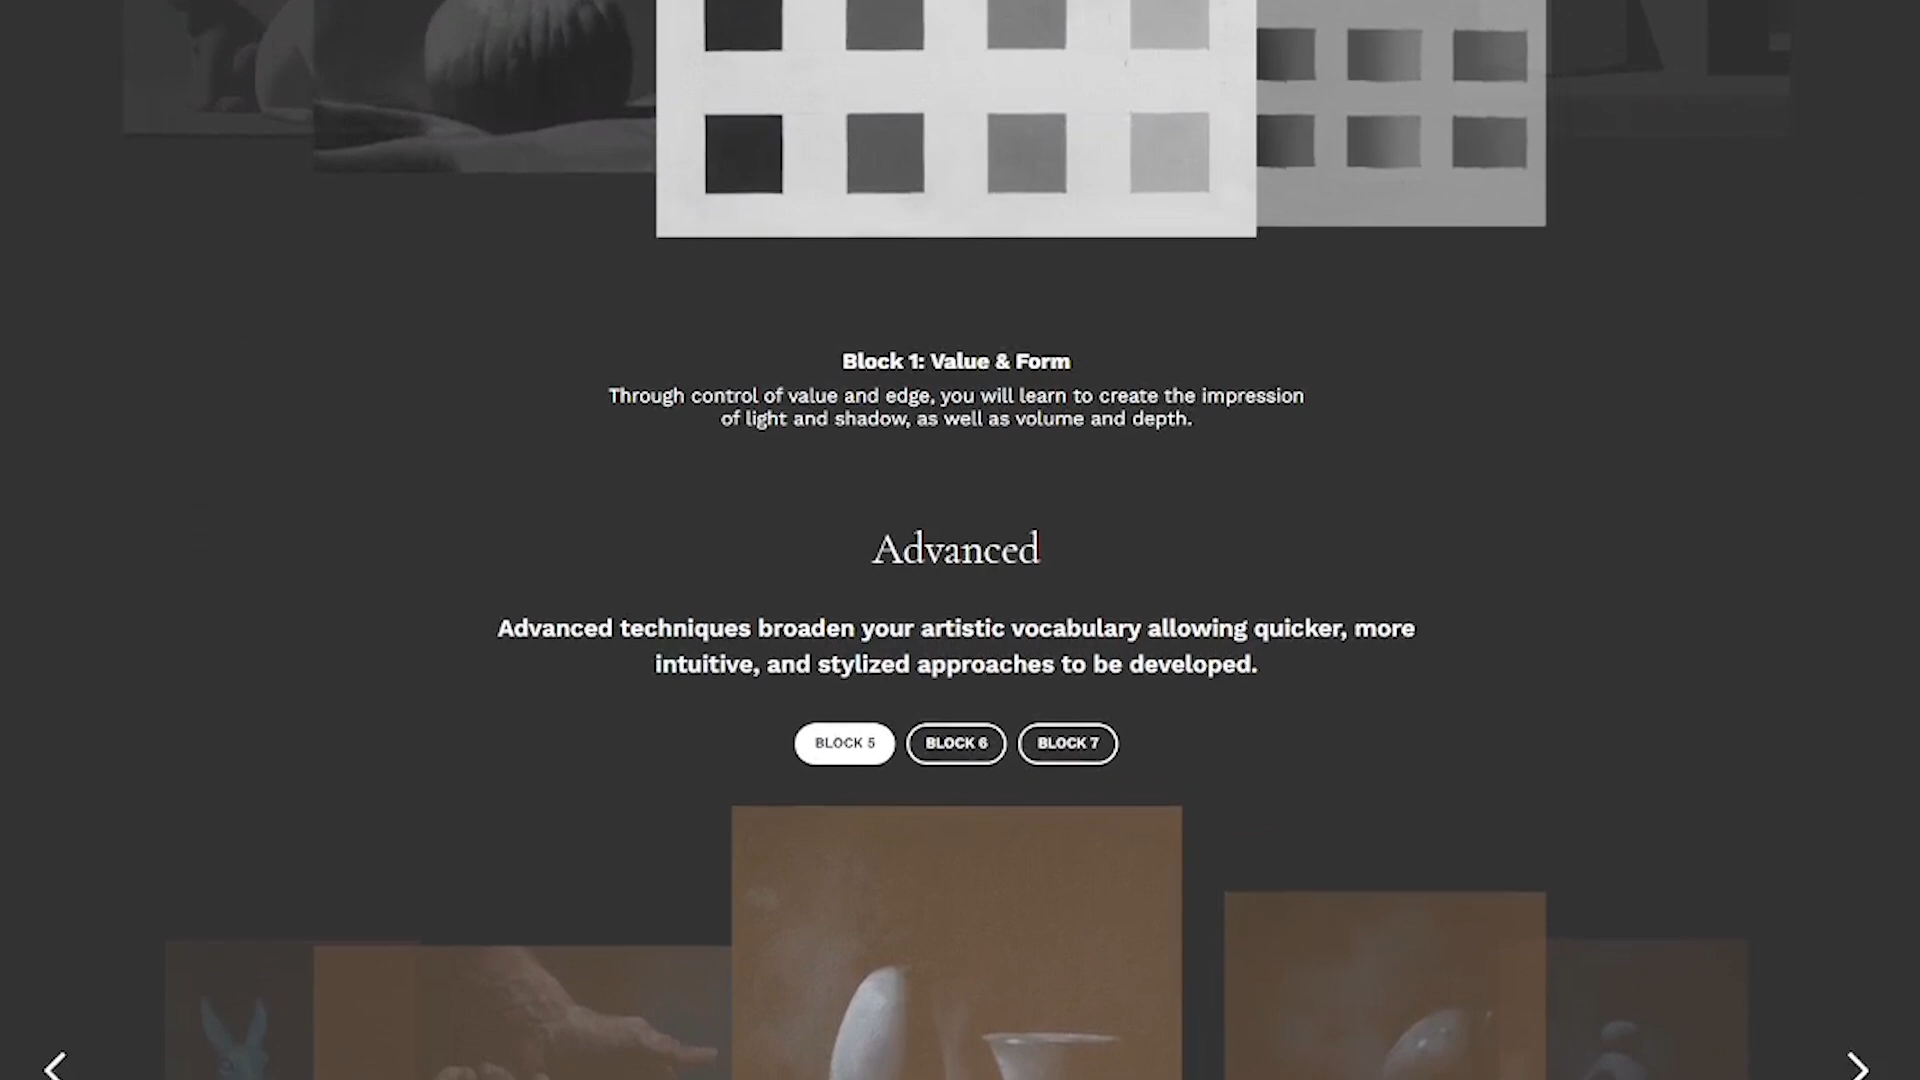 Block 1: Value & Form
Through control of value and edge, you will learn to create the impression
of light and shadow, as well as volume and depth.
Advanced
Advanced techniques broaden your artistic vocabulary allowing quicker, more
intuitive, and stylized approaches to be developed.
BLOCK 5 BLOCK 6 BLOCK 7